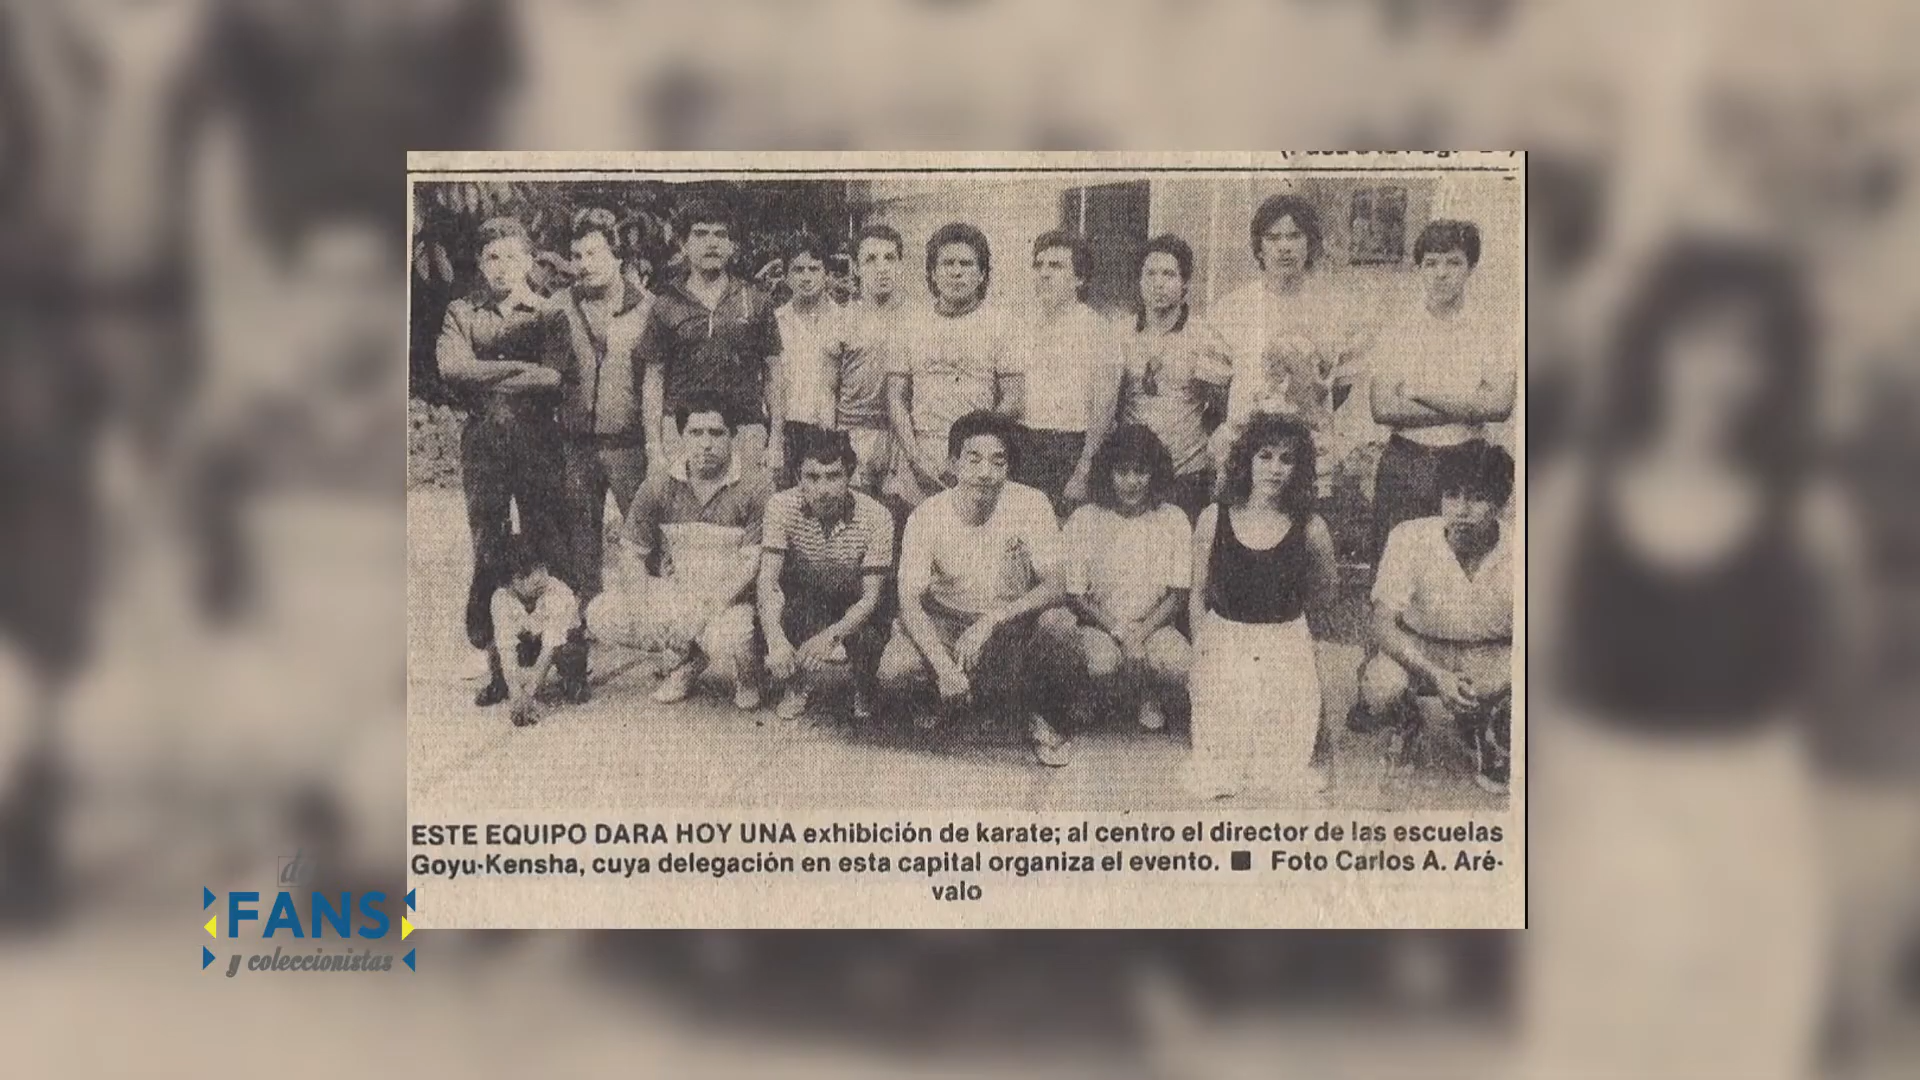 ESTE EQUIPO DARA HOY UNA exhibición de karate; al centro el director de las escuelas
Goyu-Kensha, cuya delegación en esta capital organiza el evento. ■ Foto Carlos A. Aré-
valo
de
FANS
y coleccionistas